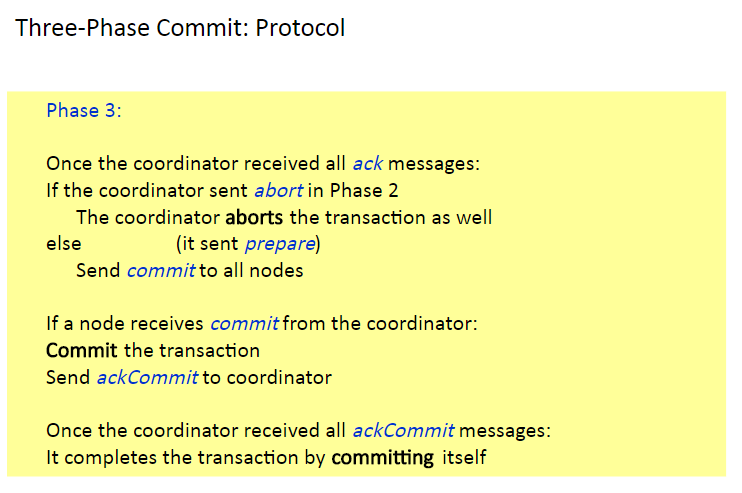 Three-Phase Commit: Protocol
Phase 3:
Once the coordinator received all ack messages:
If the coordinator sent abort in Phase 2
The coordinator aborts the transaction as well
else (it sent prepare)
Send commit to all nodes
If a node receives commit from the coordinator:
Commit the transaction
Send ackCommit to coordinator
Once the coordinator received all ackCommit messages:
It completes the transaction by committing itself